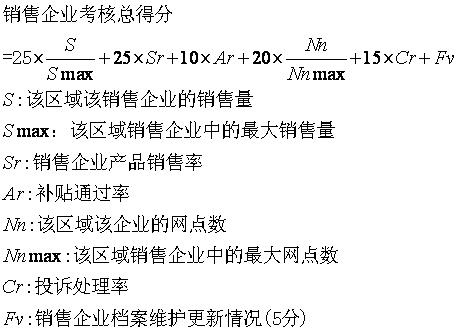 销售企业考核总得分
=25×S/Smax+25×Sr+10×Ar+20×Nn/Nnmax+15×Cr+Fv
S:该区域该销售企业的销售量
Smax：该区域销售企业中的最大销售量
Sr:销售企业产品销售率
Ar:补贴通过率
Nn:该区域该企业的网点数
Nnmax:该区域销售企业中的最大网点数
Cr:投诉处理率
Fv:销售企业档案维护更新情况(5分)